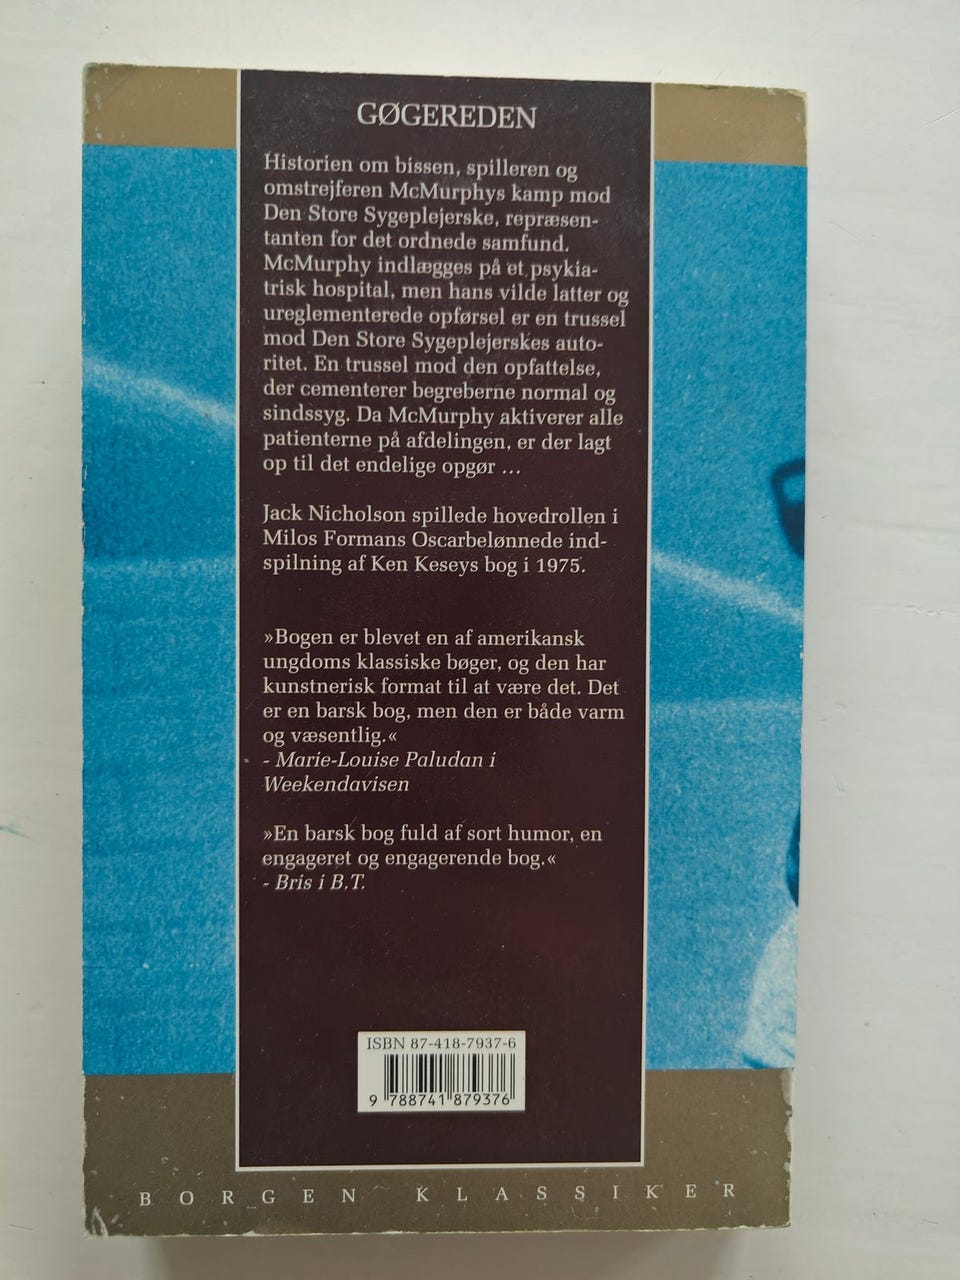 GØGEREDEN
Historien om bissen, spilleren og
omstrejferen McMurphys kamp mod
Den Store Sygeplejerske, repræsen-
tanten for det ordnede samfund.
McMurphy indlægges på et psykia-
trisk hospital, men hans vilde latter og
ureglementerede opførsel er en trussel
mod Den Store Sygeplejerskes auto-
ritet. En trussel mod den opfattelse,
der cementerer begreberne normal og
sindssyg. Da McMurphy aktiverer alle
patienterne på afdelingen, er der lagt
op til det endelige opgør ...
Jack Nicholson spillede hovedrollen i
Milos Formans Oscarbelønnede ind-
spilning af Ken Keseys bog i 1975.
»Bogen er blevet en af amerikansk
ungdoms klassiske bøger, og den har
kunstnerisk format til at være det. Det
er en barsk bog, men den er både varm
og væsentlig.«
- Marie-Louise Paludan i
Weekendavisen
»En barsk bog fuld af sort humor, en
engageret og engagerende bog.«
- Bris i B.T.
ISBN 87-418-7937-6
9 788741 879376
BORGEN KLASSIKER